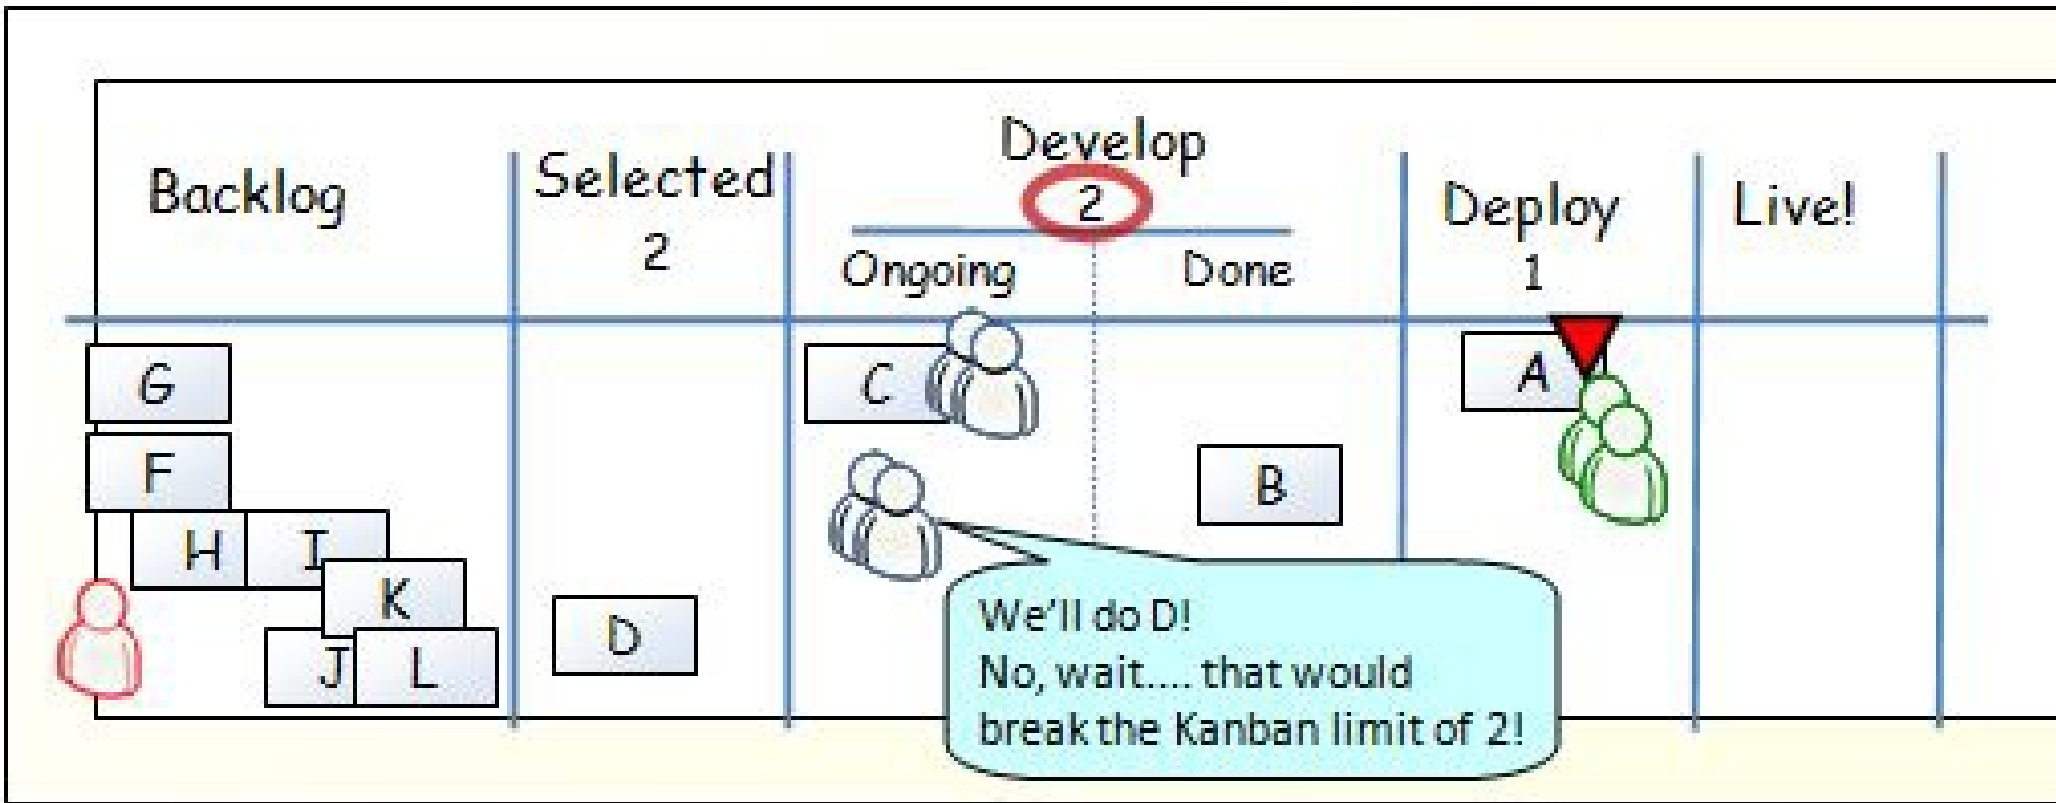 Backlog
Selected
2
Develop
2
Ongoing
Done
Deploy
1
Live!
G
F
H
I
K
J
L
D
C
B
A
We'll do D!
No, wait.... that would
break the Kanban limit of 2!